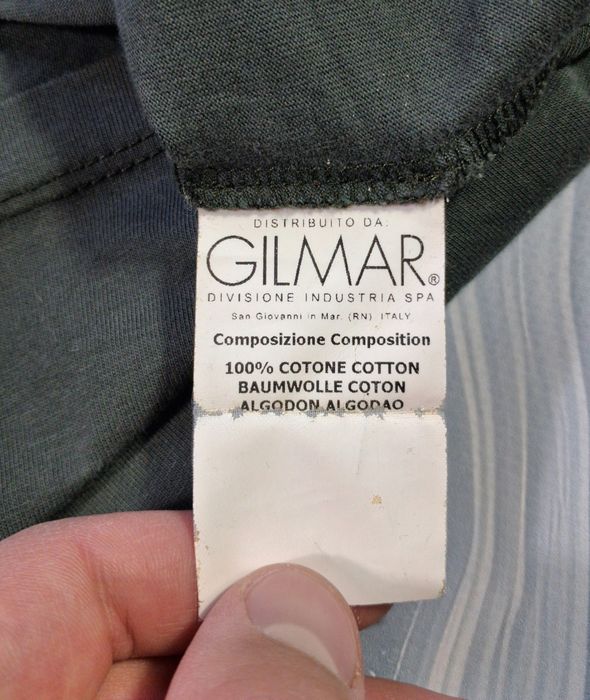 DISTRIBUITO DA:
GILMAR®
DIVISIONE INDUSTRIA SPA
San Giovanni in Mar. (RN) ITALY
Composizione Composition
100% COTONE COTTON
BAUMWOLLE COTON
ALGODON ALGODAO